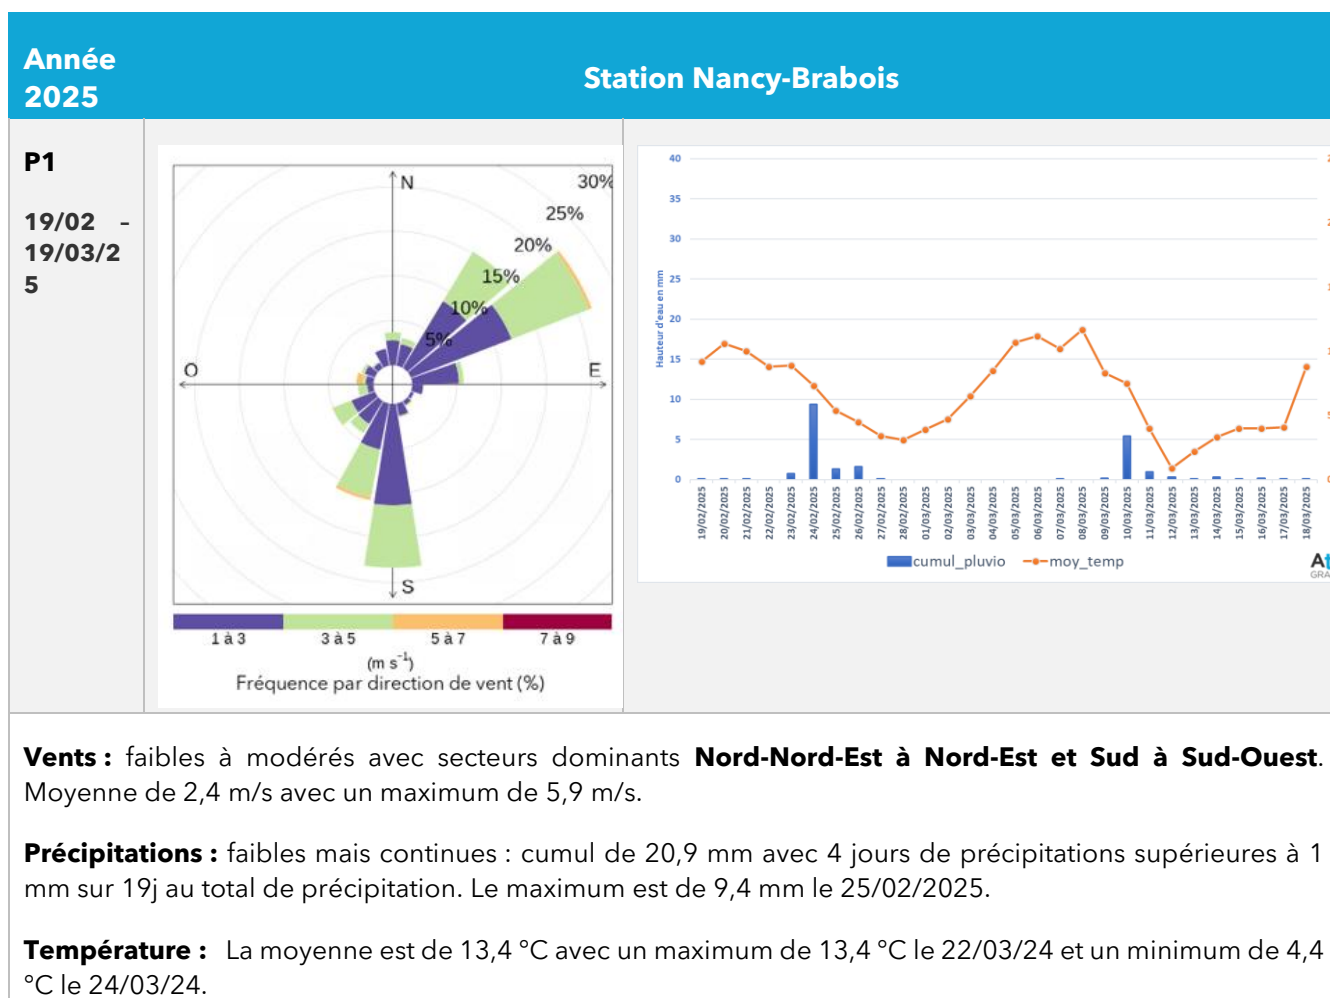 Année
2025
Station Nancy-Brabois
P1
19/02 -
19/03/2
5
N
30%
25%
20%
15%
10%
5%
O
E
S
1 à 3
3 à 5
5 à 7
7 à 9
(m s⁻¹)
Fréquence par direction de vent (%)
Hauteur d'eau en mm
40
35
30
25
20
15
10
5
0
19/02/2025
20/02/2025
21/02/2025
22/02/2025
23/02/2025
24/02/2025
25/02/2025
26/02/2025
27/02/2025
28/02/2025
01/03/2025
02/03/2025
03/03/2025
04/03/2025
05/03/2025
06/03/2025
07/03/2025
08/03/2025
09/03/2025
10/03/2025
11/03/2025
12/03/2025
13/03/2025
14/03/2025
15/03/2025
16/03/2025
17/03/2025
18/03/2025
cumul_pluvio
moy_temp
Vents : faibles à modérés avec secteurs dominants Nord-Nord-Est à Nord-Est et Sud à Sud-Ouest.
Moyenne de 2,4 m/s avec un maximum de 5,9 m/s.
Précipitations : faibles mais continues : cumul de 20,9 mm avec 4 jours de précipitations supérieures à 1
mm sur 19j au total de précipitation. Le maximum est de 9,4 mm le 25/02/2025.
Température : La moyenne est de 13,4 °C avec un maximum de 13,4 °C le 22/03/24 et un minimum de 4,4
°C le 24/03/24.